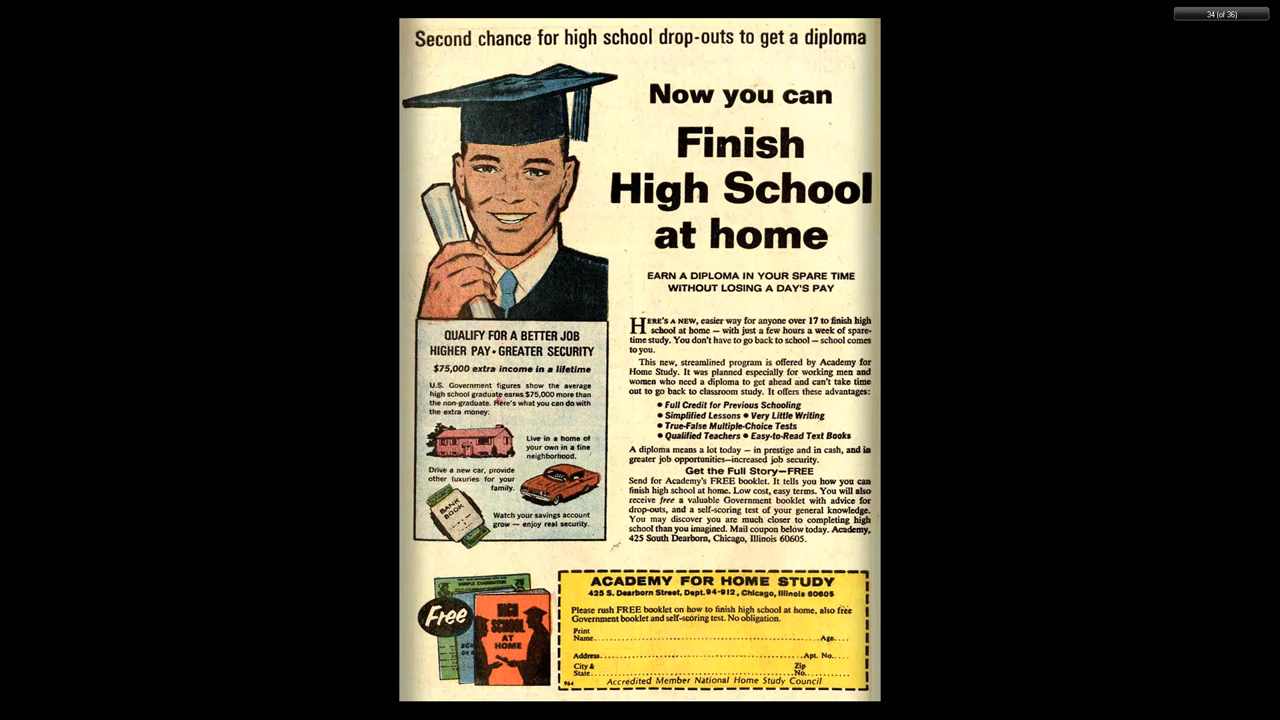 34 (of 36)
Second chance for high school drop-outs to get a diploma
Now you can
Finish
High School
at home
EARN A DIPLOMA IN YOUR SPARE TIME
WITHOUT LOSING A DAY'S PAY
HERE'S A NEW, easier way for anyone over 17 to finish high
school at home — with just a few hours a week of spare-
time study. You don't have to go back to school — school comes
to you.
This new, streamlined program is offered by Academy for
Home Study. It was planned especially for working men and
women who need a diploma to get ahead and can't take time
out to go back to classroom study. It offers these advantages:
● Full Credit for Previous Schooling
● Simplified Lessons ● Very Little Writing
● True-False Multiple-Choice Tests
● Qualified Teachers ● Easy-to-Read Text Books
A diploma means a lot today — in prestige and in cash, and in
greater job opportunities—increased job security.
Get the Full Story—FREE
Send for Academy's FREE booklet. It tells you how you can
finish high school at home. Low cost, easy terms. You will also
receive free a valuable Government booklet with advice for
drop-outs, and a self-scoring test of your general knowledge.
You may discover you are much closer to completing high
school than you imagined. Mail coupon below today. Academy,
425 South Dearborn, Chicago, Illinois 60605.
QUALIFY FOR A BETTER JOB
HIGHER PAY • GREATER SECURITY
$75,000 extra income in a lifetime
U.S. Government figures show the average
high school graduate earns $75,000 more than
the non-graduate. Here's what you can do with
the extra money:
Live in a home of
your own in a fine
neighborhood.
Drive a new car, provide
other luxuries for your
family.
BANK
BOOK
Watch your savings account
grow — enjoy real security.
Free
SAMPLE EXAMINATION
HIGH
SCHOOL
AT
HOME
ACADEMY FOR HOME STUDY
425 S. Dearborn Street, Dept. 94-912, Chicago, Illinois 60605
Please rush FREE booklet on how to finish high school at home, also free
Government booklet and self-scoring test. No obligation.
Print
Name Age
Address Apt. No.
City & Zip
State No.
964 Accredited Member National Home Study Council